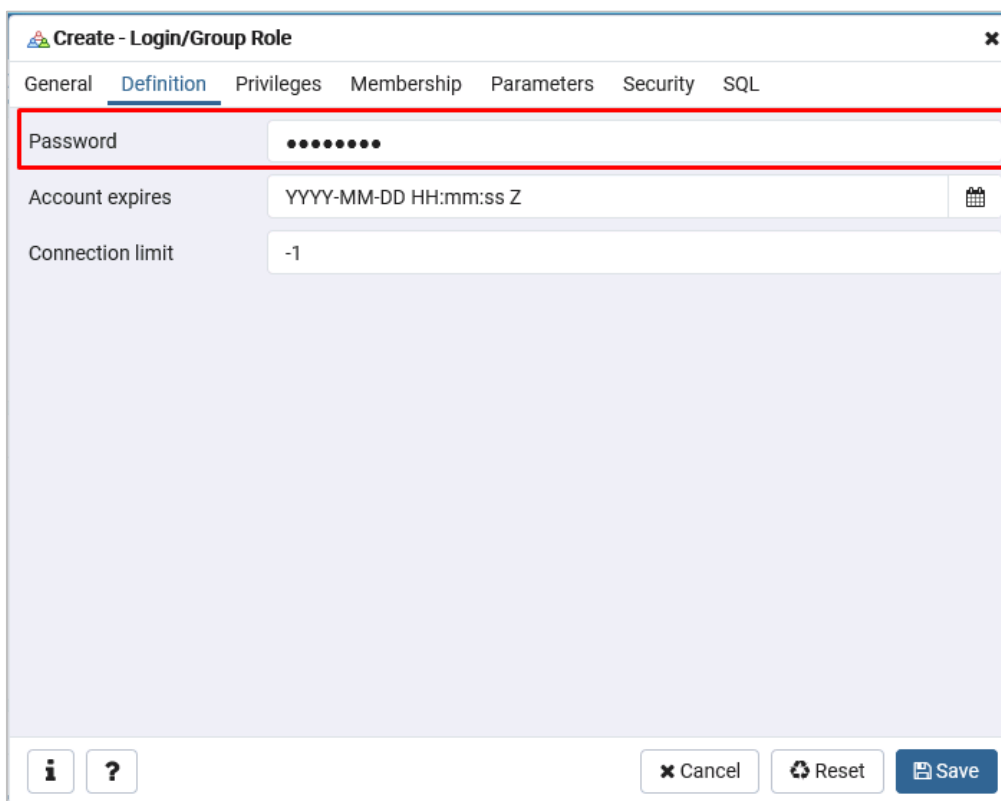 Create - Login/Group Role
General Definition Privileges Membership Parameters Security SQL
Password ••••••••
Account expires YYYY-MM-DD HH:mm:ss Z
Connection limit -1
i ? Cancel Reset Save